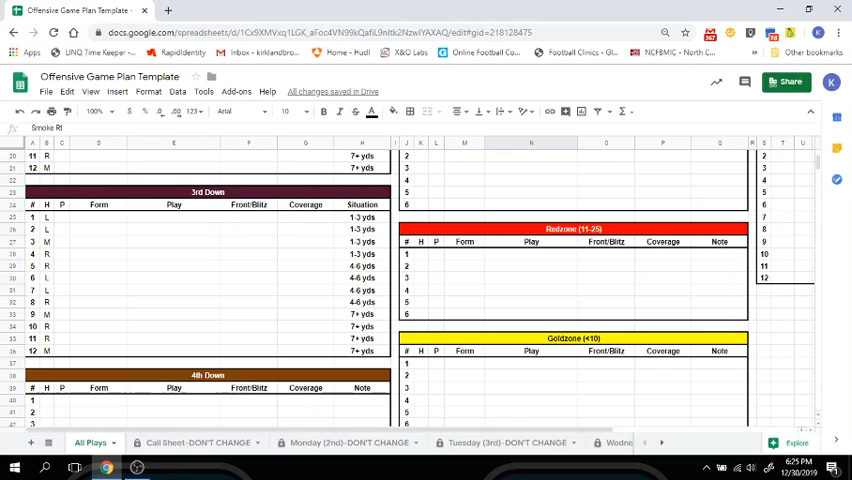 Offensive Game Plan Template -
docs.google.com/spreadsheets/d/1Cx9XMVxq1LGK_aFoc4VN99kQafiL9nItk2NzwIYAXAQ/edit#gid=218128475
Apps LINQ Time Keeper -... RapidIdentity Inbox - kirklandbro... Home - Hudl X&O Labs Online Football Co... Football Clinics - G... NCFBMIC - North C... Other bookmarks
Offensive Game Plan Template
File Edit View Insert Format Data Tools Add-ons Help All changes saved in Drive
Share
K
100% $ % .0 .00 123 Arial 10 B I S A
fx Smoke Rt
A B C D E F G H I J K L M N O P Q R S T U
20 11 R 7+ yds 3 2
21 12 M 7+ yds 4 3
22 5 4
23 3rd Down 6 5
24 # H P Form Play Front/Blitz Coverage Situation 6 6
25 1 L 1-3 yds 7
26 2 L 1-3 yds Redzone (11-25) 8
27 3 M 1-3 yds # H P Form Play Front/Blitz Coverage Note 9
28 4 R 1-3 yds 1 10
29 5 R 4-6 yds 2 11
30 6 L 4-6 yds 3 12
31 7 L 4-6 yds 4
32 8 R 4-6 yds 5
33 9 M 7+ yds 6
34 10 R 7+ yds
35 11 R 7+ yds Goldzone (<10)
36 12 M 7+ yds # H P Form Play Front/Blitz Coverage Note
37 1
38 4th Down 2
39 # H P Form Play Front/Blitz Coverage Note 3
40 1 4
41 2 5
3 6
All Plays Call Sheet-DON'T CHANGE Monday (2nd)-DON'T CHANGE Tuesday (3rd)-DON'T CHANGE Wedne Explore
6:25 PM
12/30/2019